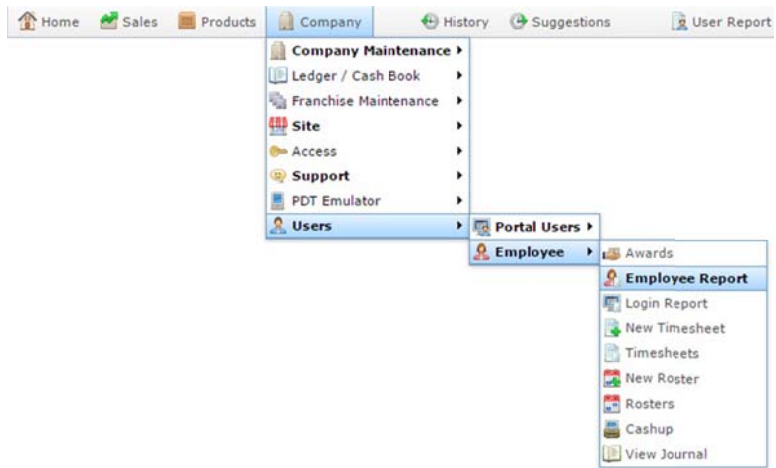 Home Sales Products Company History Suggestions User Report
Company Maintenance
Ledger / Cash Book
Franchise Maintenance
Site
Access
Support
PDT Emulator
Users
Portal Users
Employee
Awards
Employee Report
Login Report
New Timesheet
Timesheets
New Roster
Rosters
Cashup
View Journal